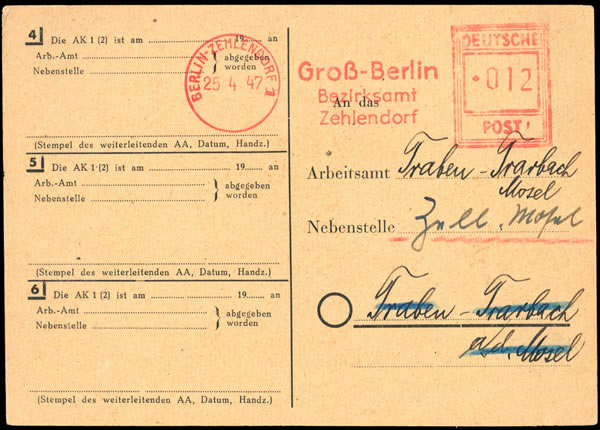 4 Die AK 1 (2) ist am ........................ 19...... an
Arb.-Amt ........................ } abgegeben
Nebenstelle ........................ } worden
(Stempel des weiterleitenden AA, Datum, Handz.)
5 Die AK 1 (2) ist am ........................ 19...... an
Arb.-Amt ........................ } abgegeben
Nebenstelle ........................ } worden
(Stempel des weiterleitenden AA, Datum, Handz.)
6 Die AK 1 (2) ist am ........................ 19...... an
Arb.-Amt ........................ } abgegeben
Nebenstelle ........................ } worden
(Stempel des weiterleitenden AA, Datum, Handz.)
BERLIN-ZEHLENDORF 1
25 4 47
Groß-Berlin
Bezirksamt
Zehlendorf
DEUTSCHE
012
POST
An das
Arbeitsamt Traben-Trarbach
Mosel
Nebenstelle Zell, Mosel
Traben-Trarbach
a/d. Mosel